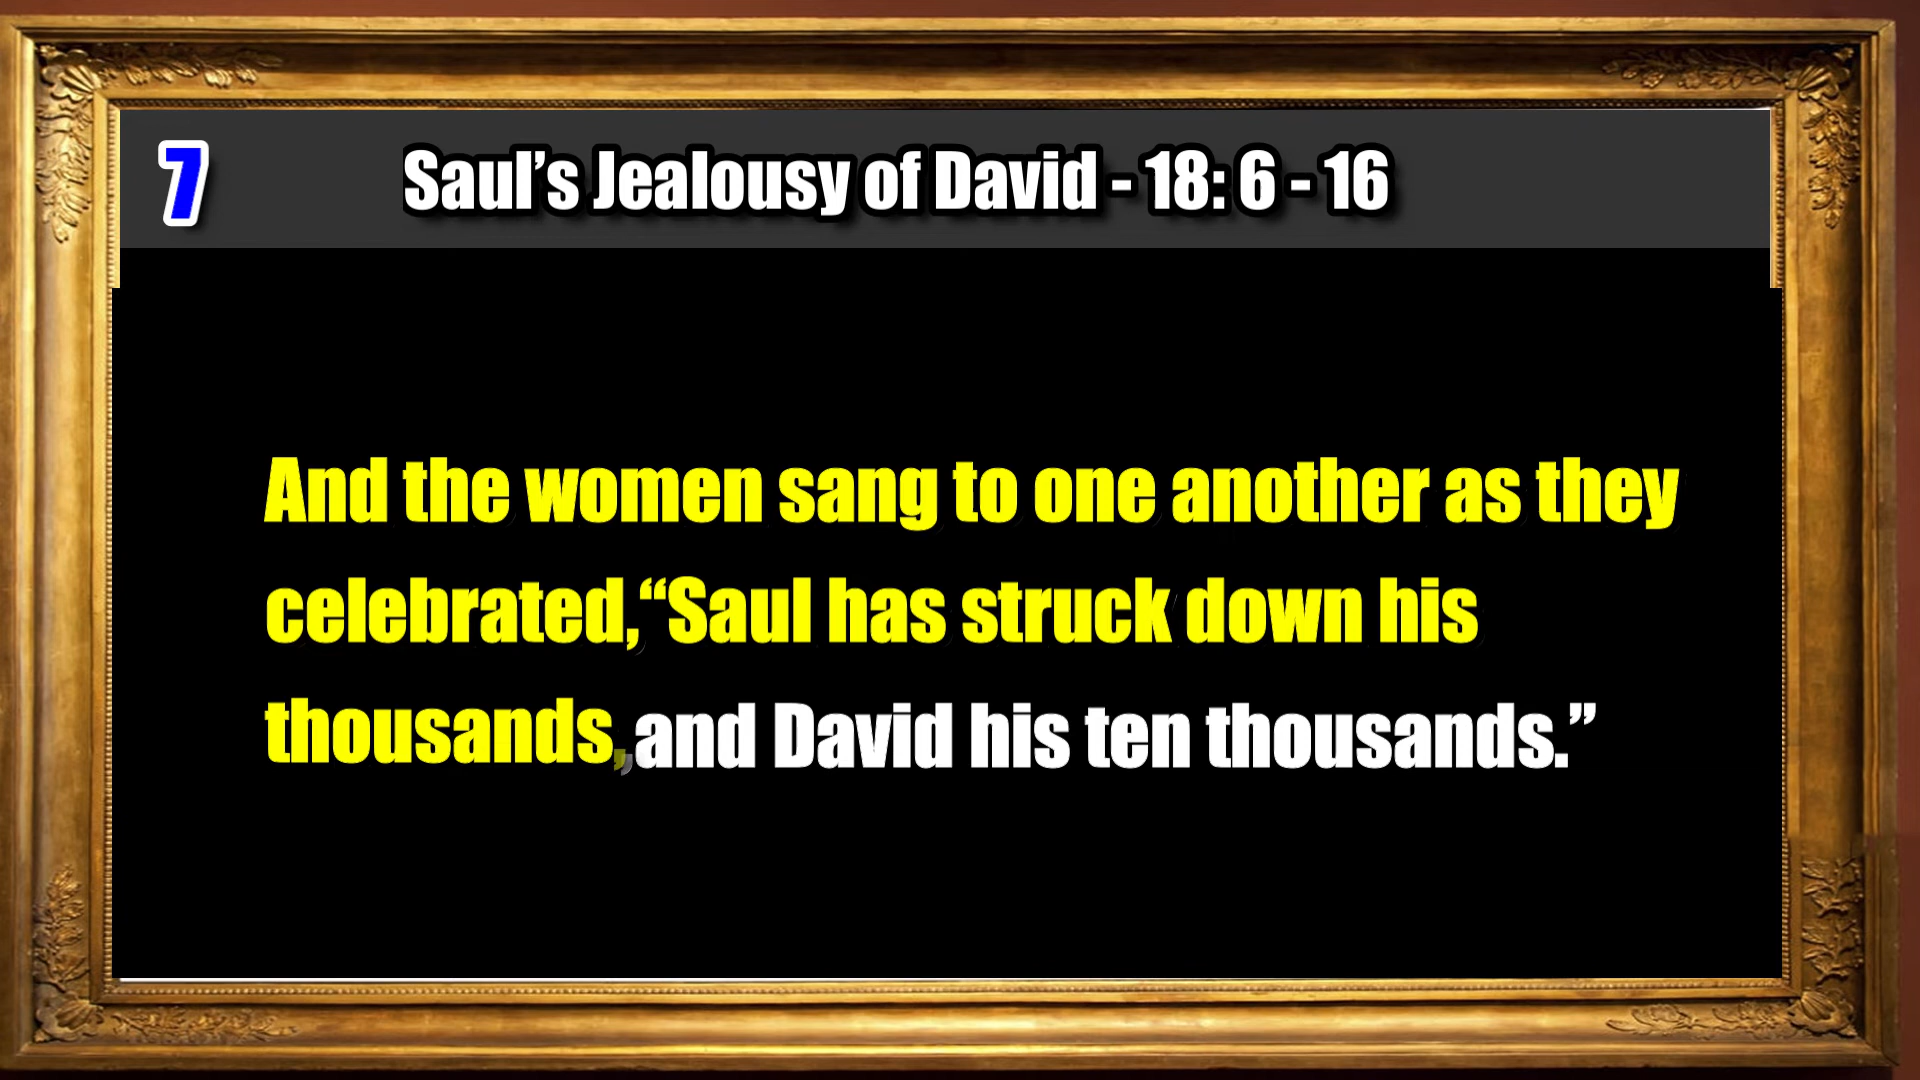 7 Saul’s Jealousy of David - 18: 6 - 16
And the women sang to one another as they
celebrated,“Saul has struck down his
thousands,and David his ten thousands.”